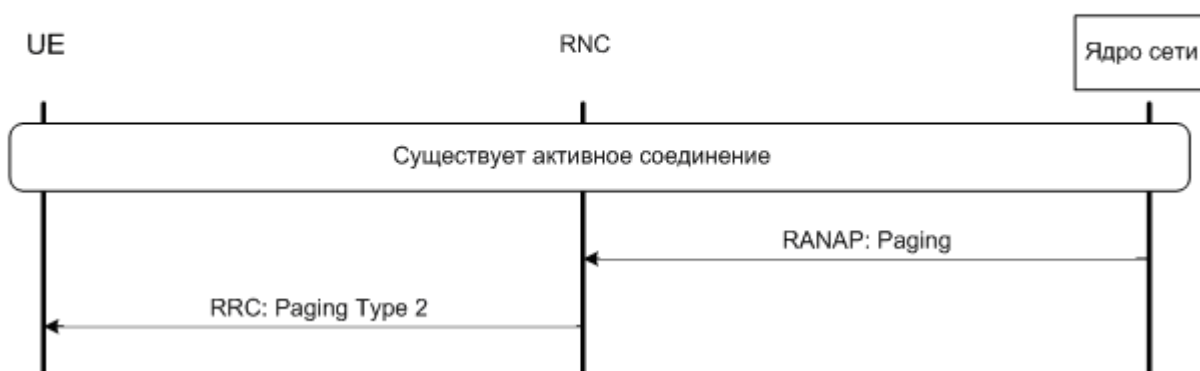 UE
RNC
Ядро сети
Существует активное соединение
RANAP: Paging
RRC: Paging Type 2